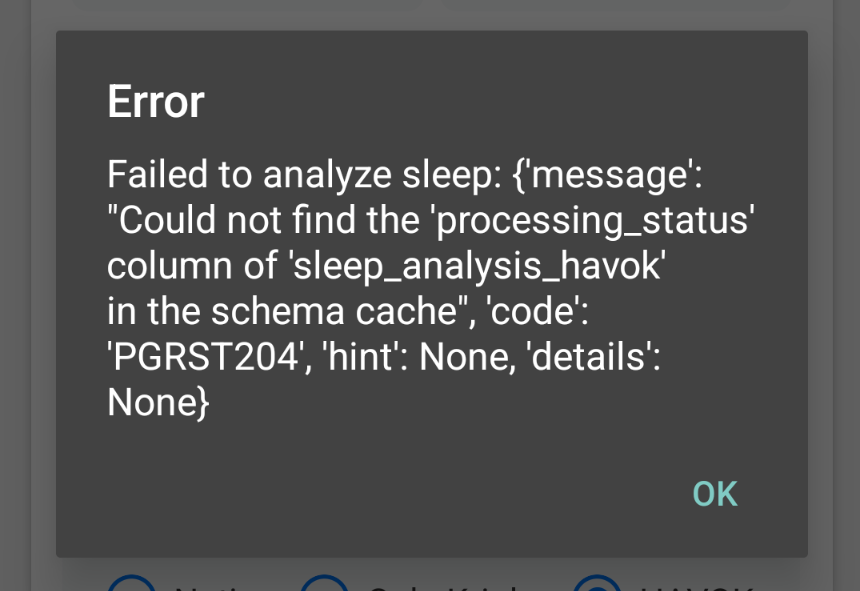 Error
Failed to analyze sleep: {'message':
"Could not find the 'processing_status'
column of 'sleep_analysis_havok'
in the schema cache", 'code':
'PGRST204', 'hint': None, 'details':
None}
OK